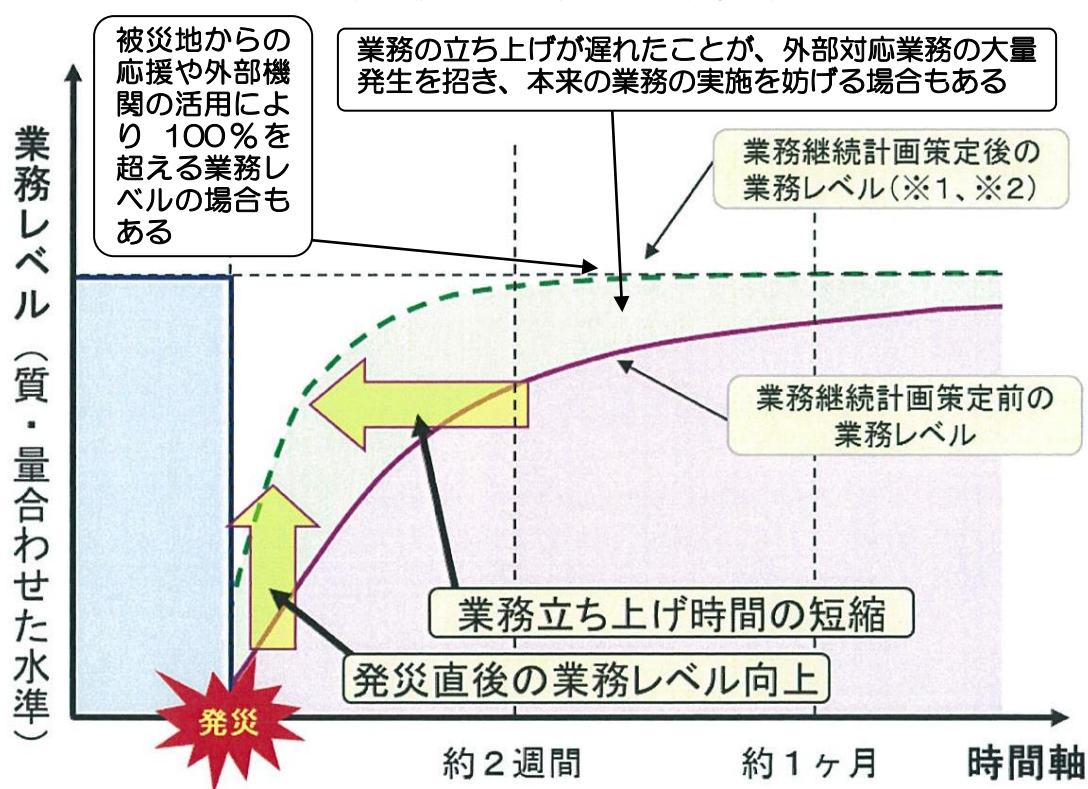 被災地からの
応援や外部機
関の活用によ
り 100%を
超える業務レ
ベルの場合も
ある
業務の立ち上げが遅れたことが、外部対応業務の大量
発生を招き、本来の業務の実施を妨げる場合もある
業務継続計画策定後の
業務レベル(※1、※2)
業務レベル(質・量合わせた水準)
業務継続計画策定前の
業務レベル
業務立ち上げ時間の短縮
発災直後の業務レベル向上
発災
約2週間
約1ヶ月
時間軸